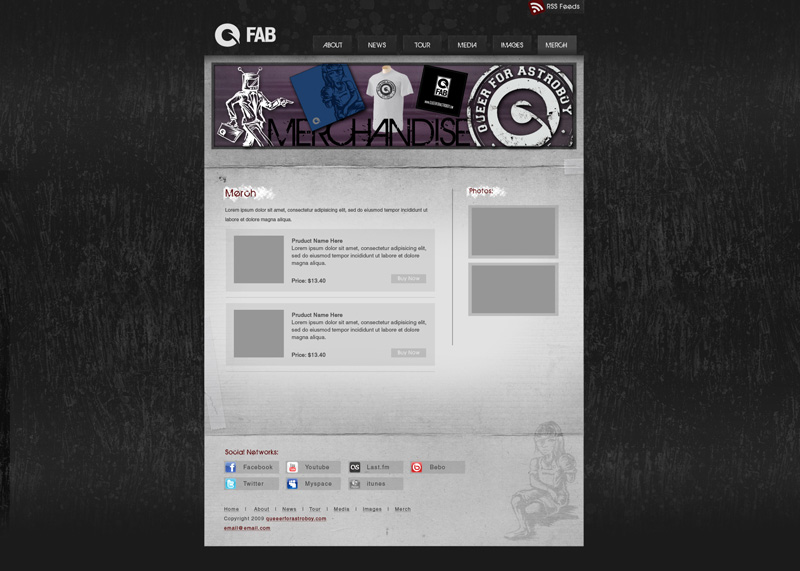 RSS Feeds
FAB
ABOUT NEWS TOUR MEDIA IMAGES MERCH
QUEER FOR ASTROBOY
FAB
MERCHANDISE
Merch
Photos:
Lorem ipsum dolor sit amet, consectetur adipisicing elit, sed do eiusmod tempor incididunt ut
labore et dolore magna aliqua.
Pruduct Name Here
Lorem ipsum dolor sit amet, consectetur adipisicing elit,
sed do eiusmod tempor incididunt ut labore et dolore
magna aliqua.
Price: $13.40
Buy Now
Pruduct Name Here
Lorem ipsum dolor sit amet, consectetur adipisicing elit,
sed do eiusmod tempor incididunt ut labore et dolore
magna aliqua.
Price: $13.40
Buy Now
Social Networks:
Facebook Youtube Last.fm Bebo
Twitter Myspace itunes
Home | About | News | Tour | Media | Images | Merch
Copyright 2009 queeerforastroboy.com
email@email.com